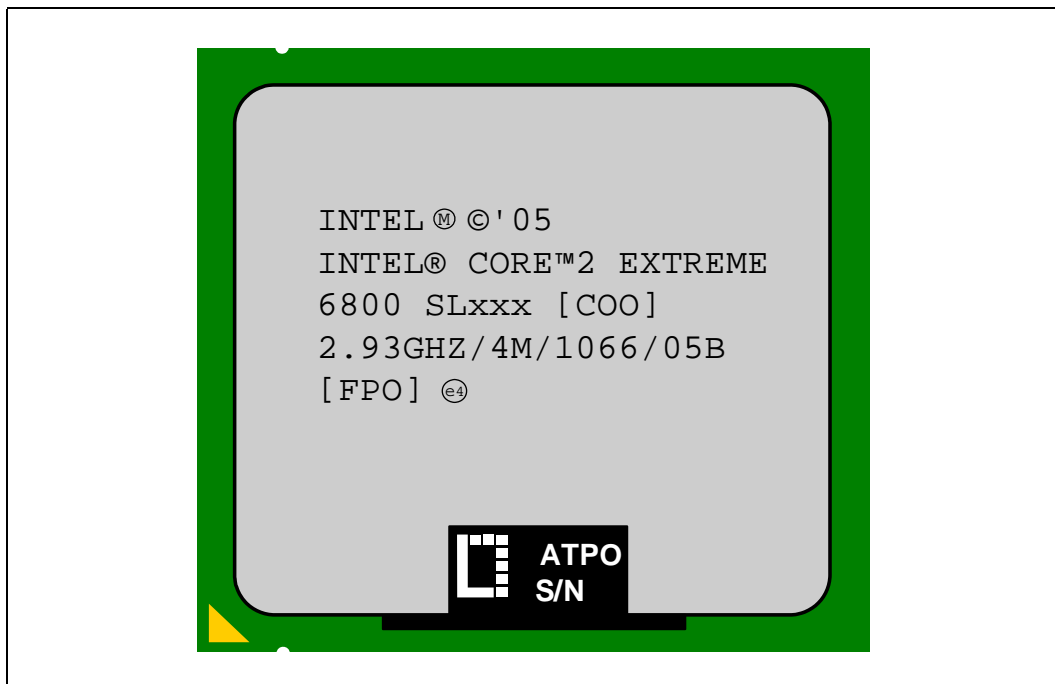 INTEL Ⓜ ©'05
INTEL® CORE™2 EXTREME
6800 SLxxx [COO]
2.93GHZ/4M/1066/05B
[FPO] (e4)
ATPO
S/N